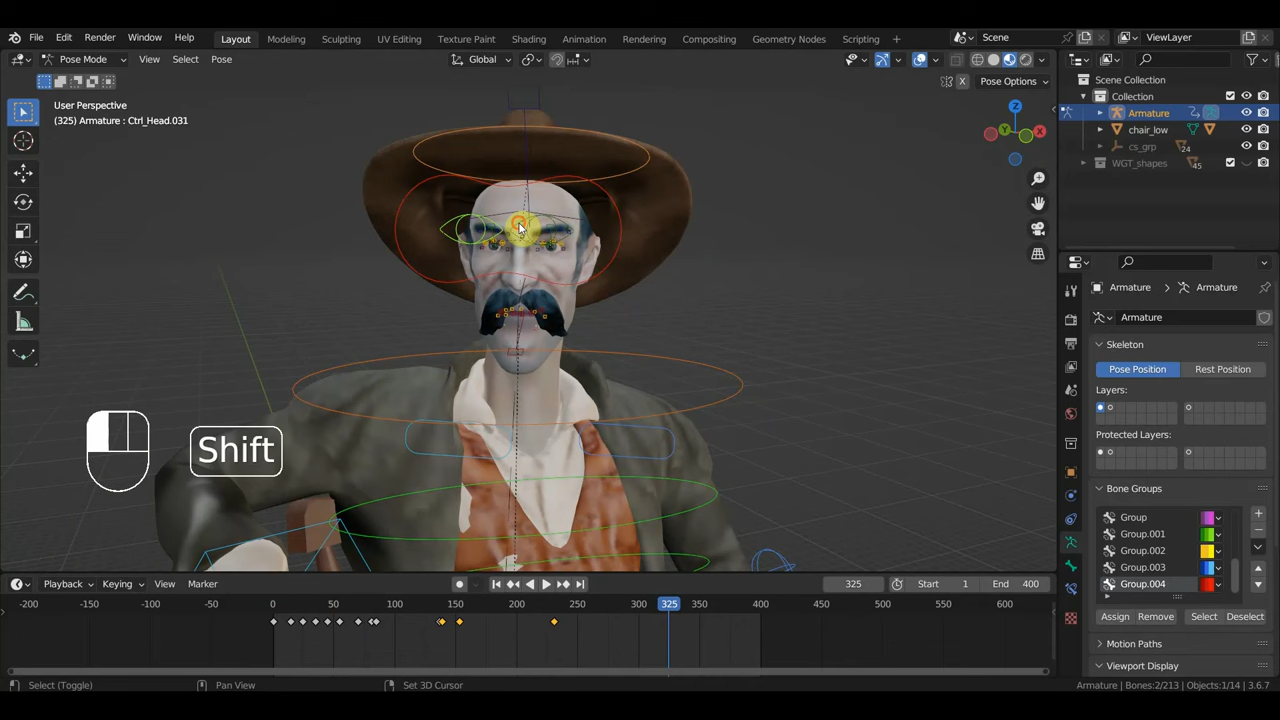 File Edit Render Window Help Layout Modeling Sculpting UV Editing Texture Paint Shading Animation Rendering Compositing Geometry Nodes Scripting + Scene ViewLayer
Pose Mode View Select Pose Global
X Pose Options
Scene Collection
Collection
Armature
chair_low
cs_grp 24
WGT_shapes 45
User Perspective
(325) Armature : Ctrl_Head.031
Z
Y
X
Armature > Armature
Armature
Skeleton
Pose Position Rest Position
Layers:
Protected Layers:
Bone Groups
Group
Group.001
Group.002
Group.003
Group.004
Assign Remove Select Deselect
Motion Paths
Viewport Display
Shift
Playback Keying View Marker 325 Start 1 End 400
-200 -150 -100 -50 0 50 100 150 200 250 300 325 350 400 450 500 550 600
Select (Toggle) Pan View Set 3D Cursor Armature | Bones:2/213 | Objects:1/14 | 3.6.7